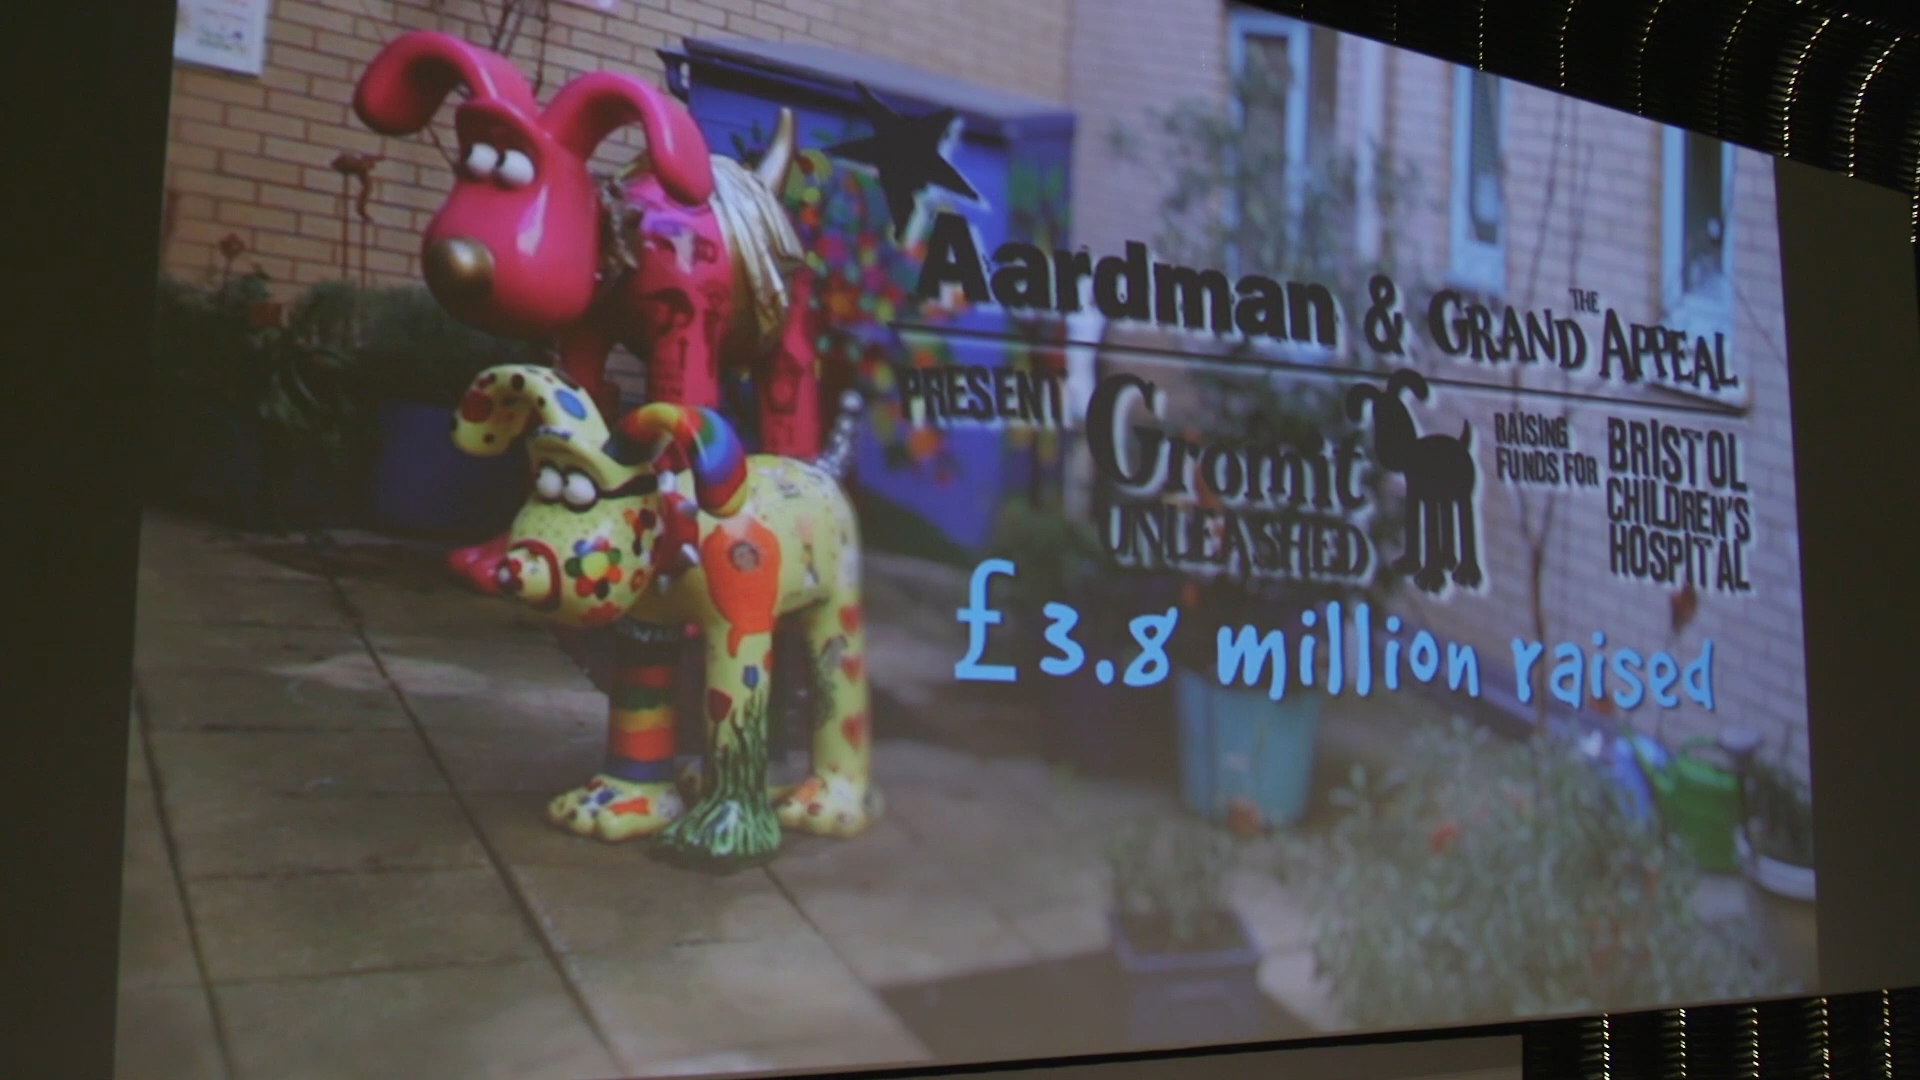 Aardman & THE GRAND APPEAL
PRESENT Gromit UNLEASHED
RAISING FUNDS FOR
BRISTOL CHILDREN'S HOSPITAL
£3.8 million raised